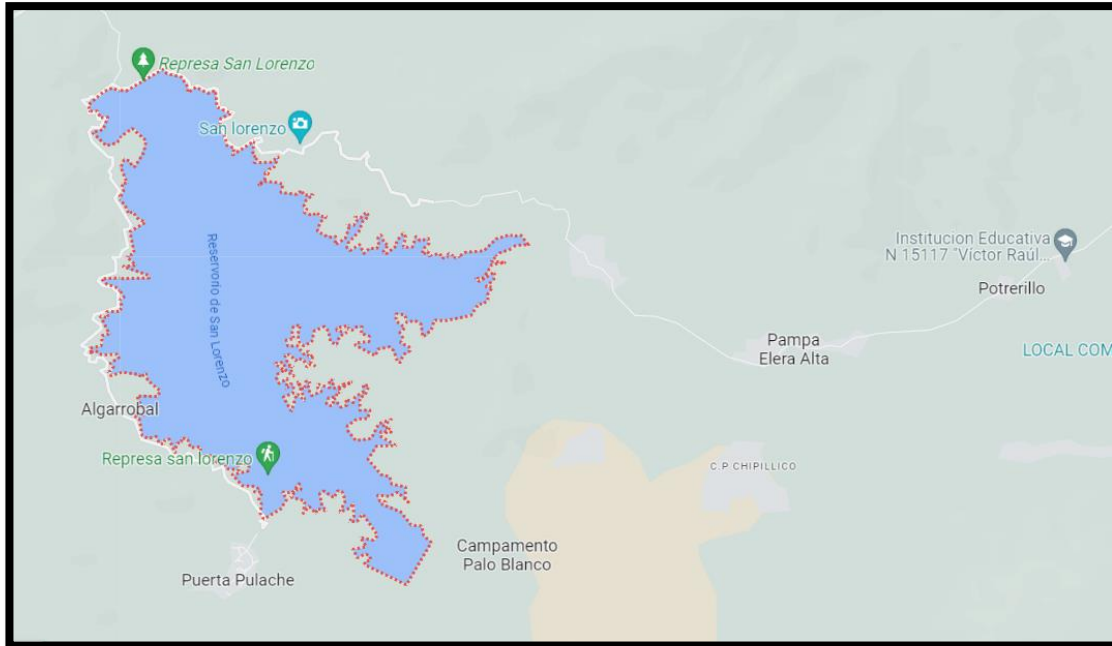 Represa San Lorenzo
San lorenzo
Reservorio de San Lorenzo
Institucion Educativa
N 15117 "Víctor Raúl...
Potrerillo
Pampa
Elera Alta
LOCAL COM
Algarrobal
Represa san lorenzo
C.P CHIPILLICO
Campamento
Palo Blanco
Puerta Pulache